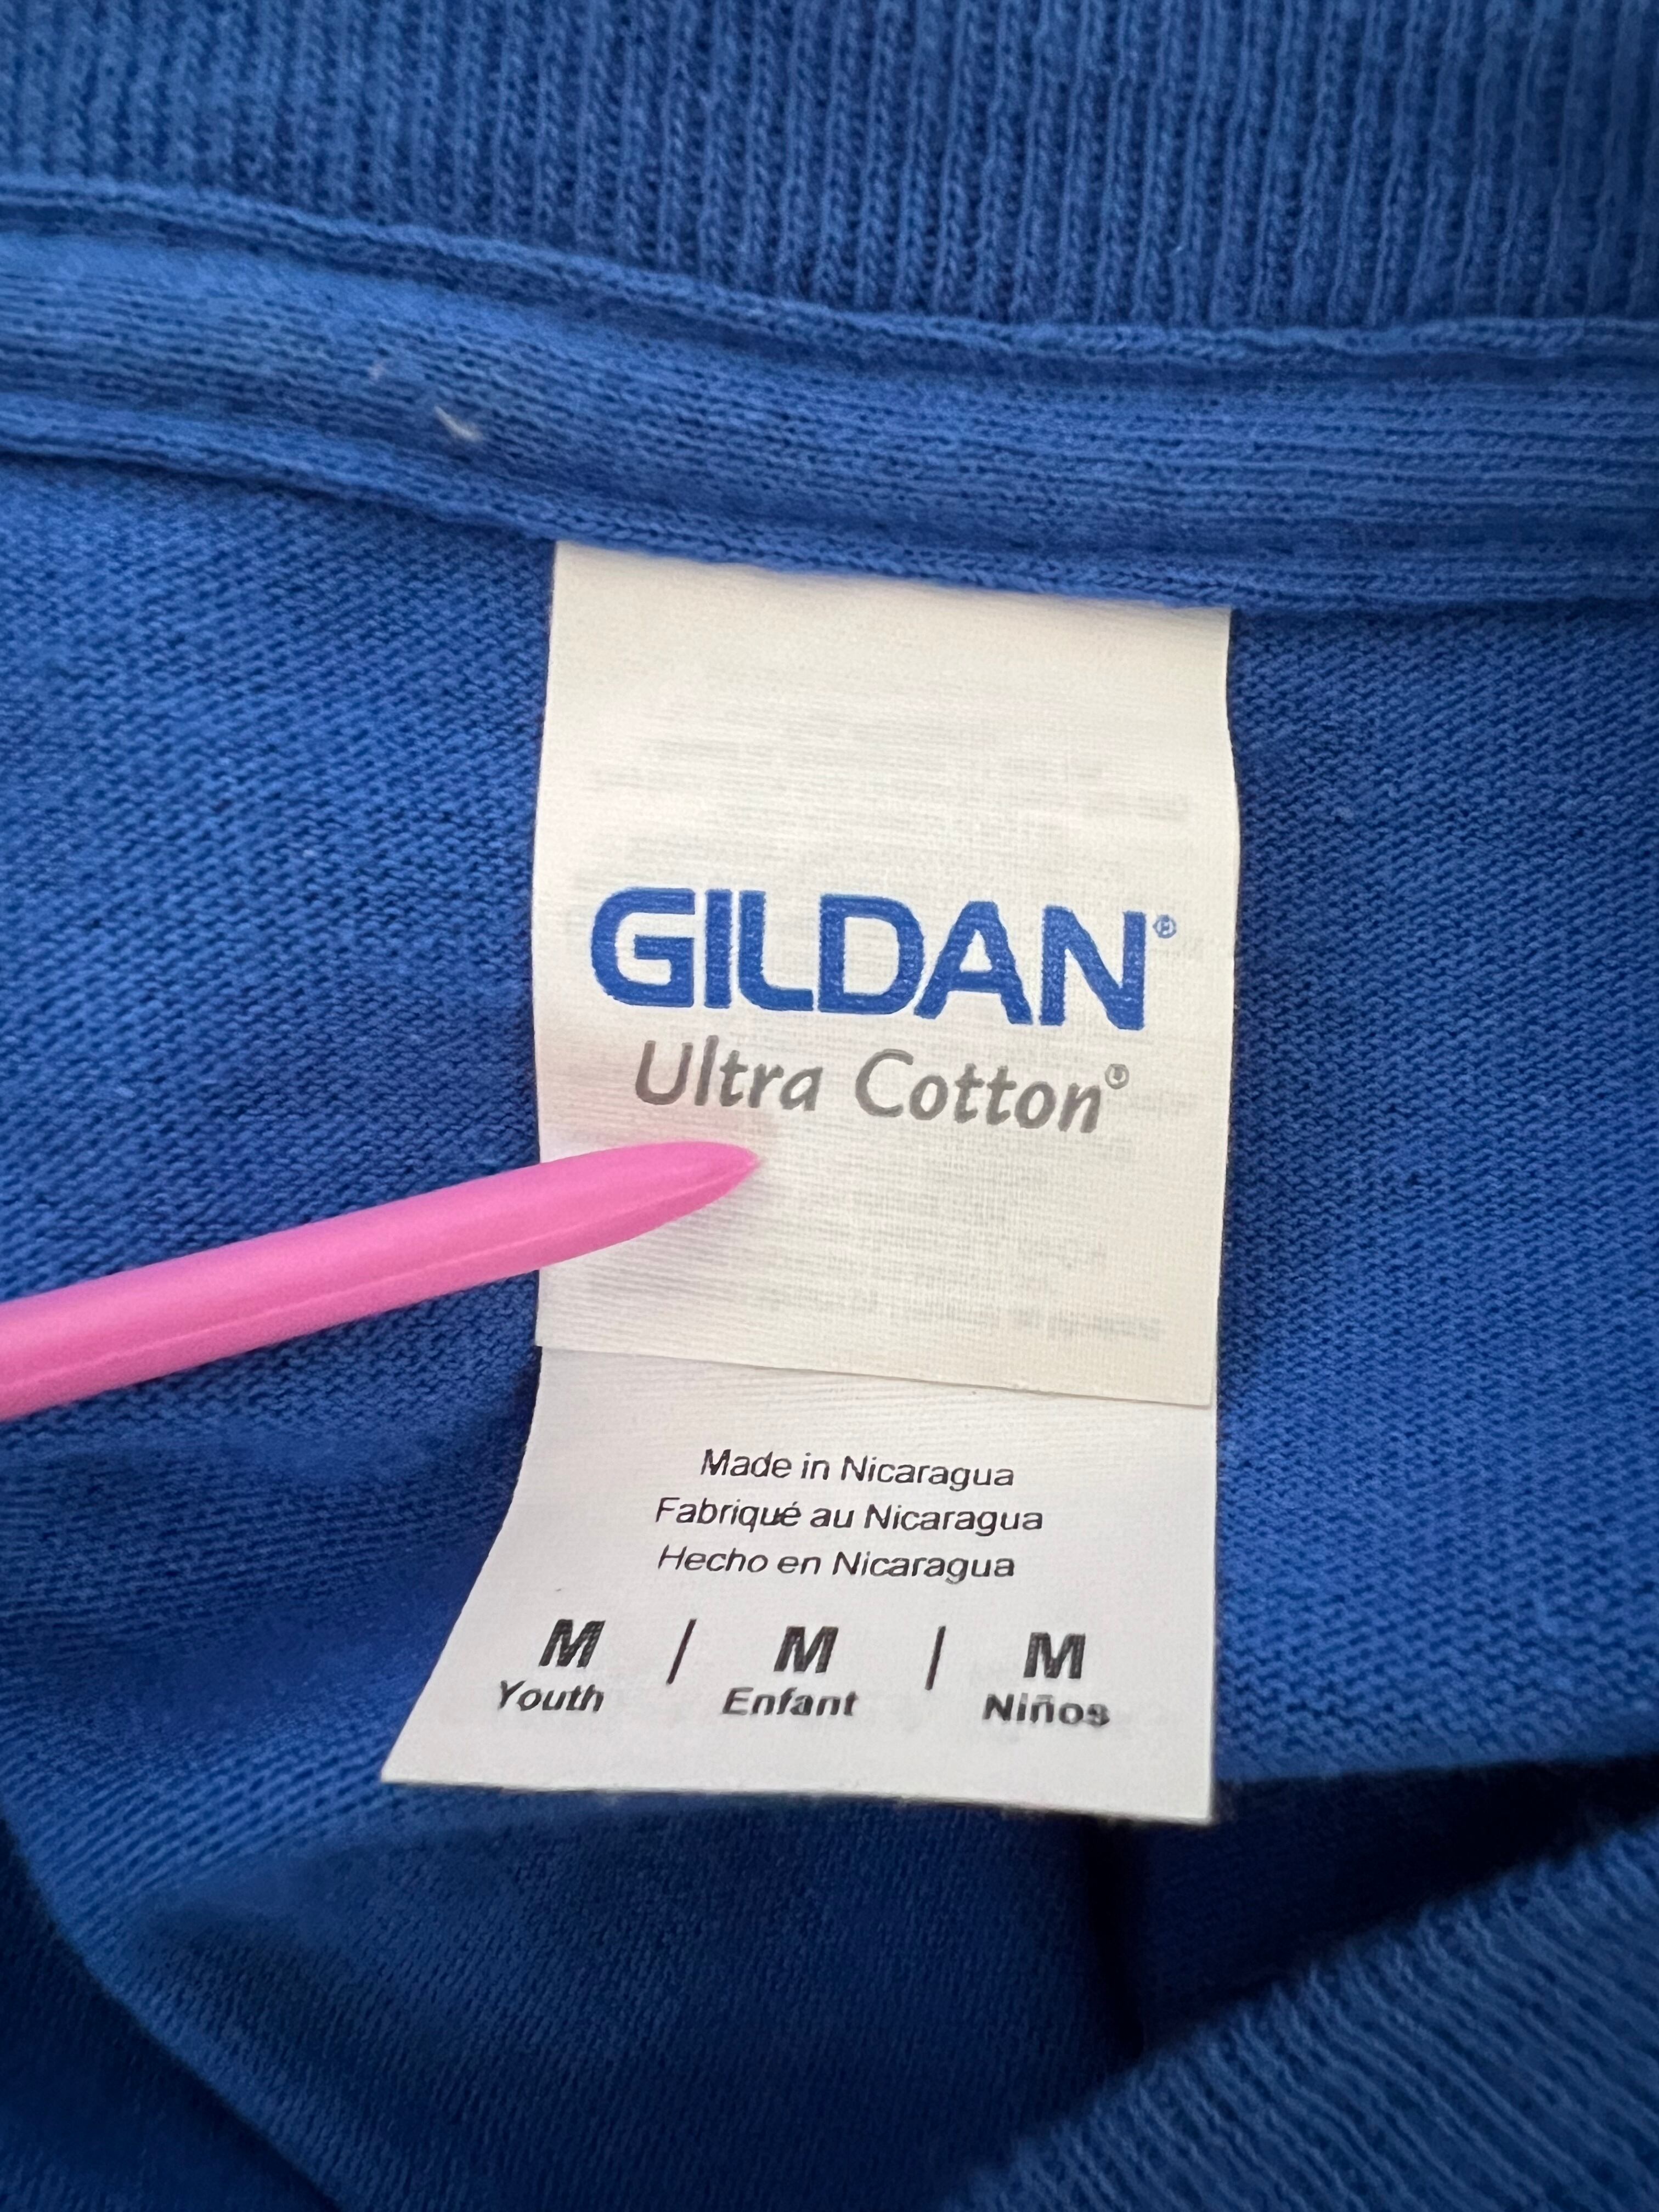 GILDAN®
Ultra Cotton®
Made in Nicaragua
Fabriqué au Nicaragua
Hecho en Nicaragua
M / M / M
Youth Enfant Niños